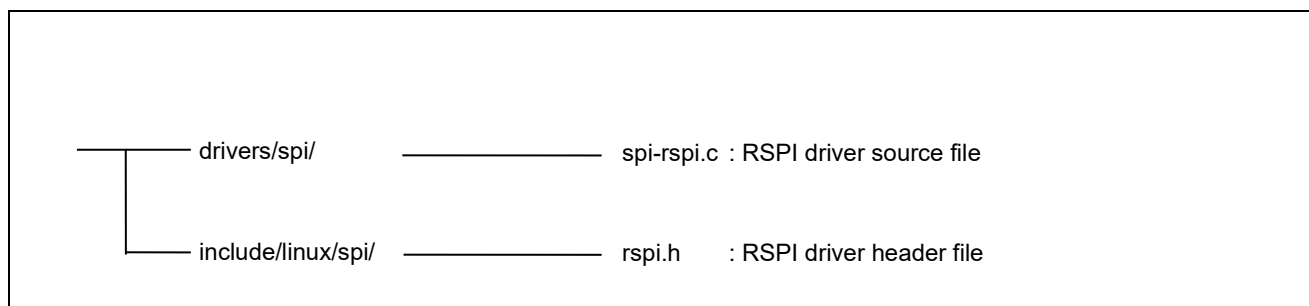 drivers/spi/ spi-rspi.c : RSPI driver source file
include/linux/spi/ rspi.h : RSPI driver header file